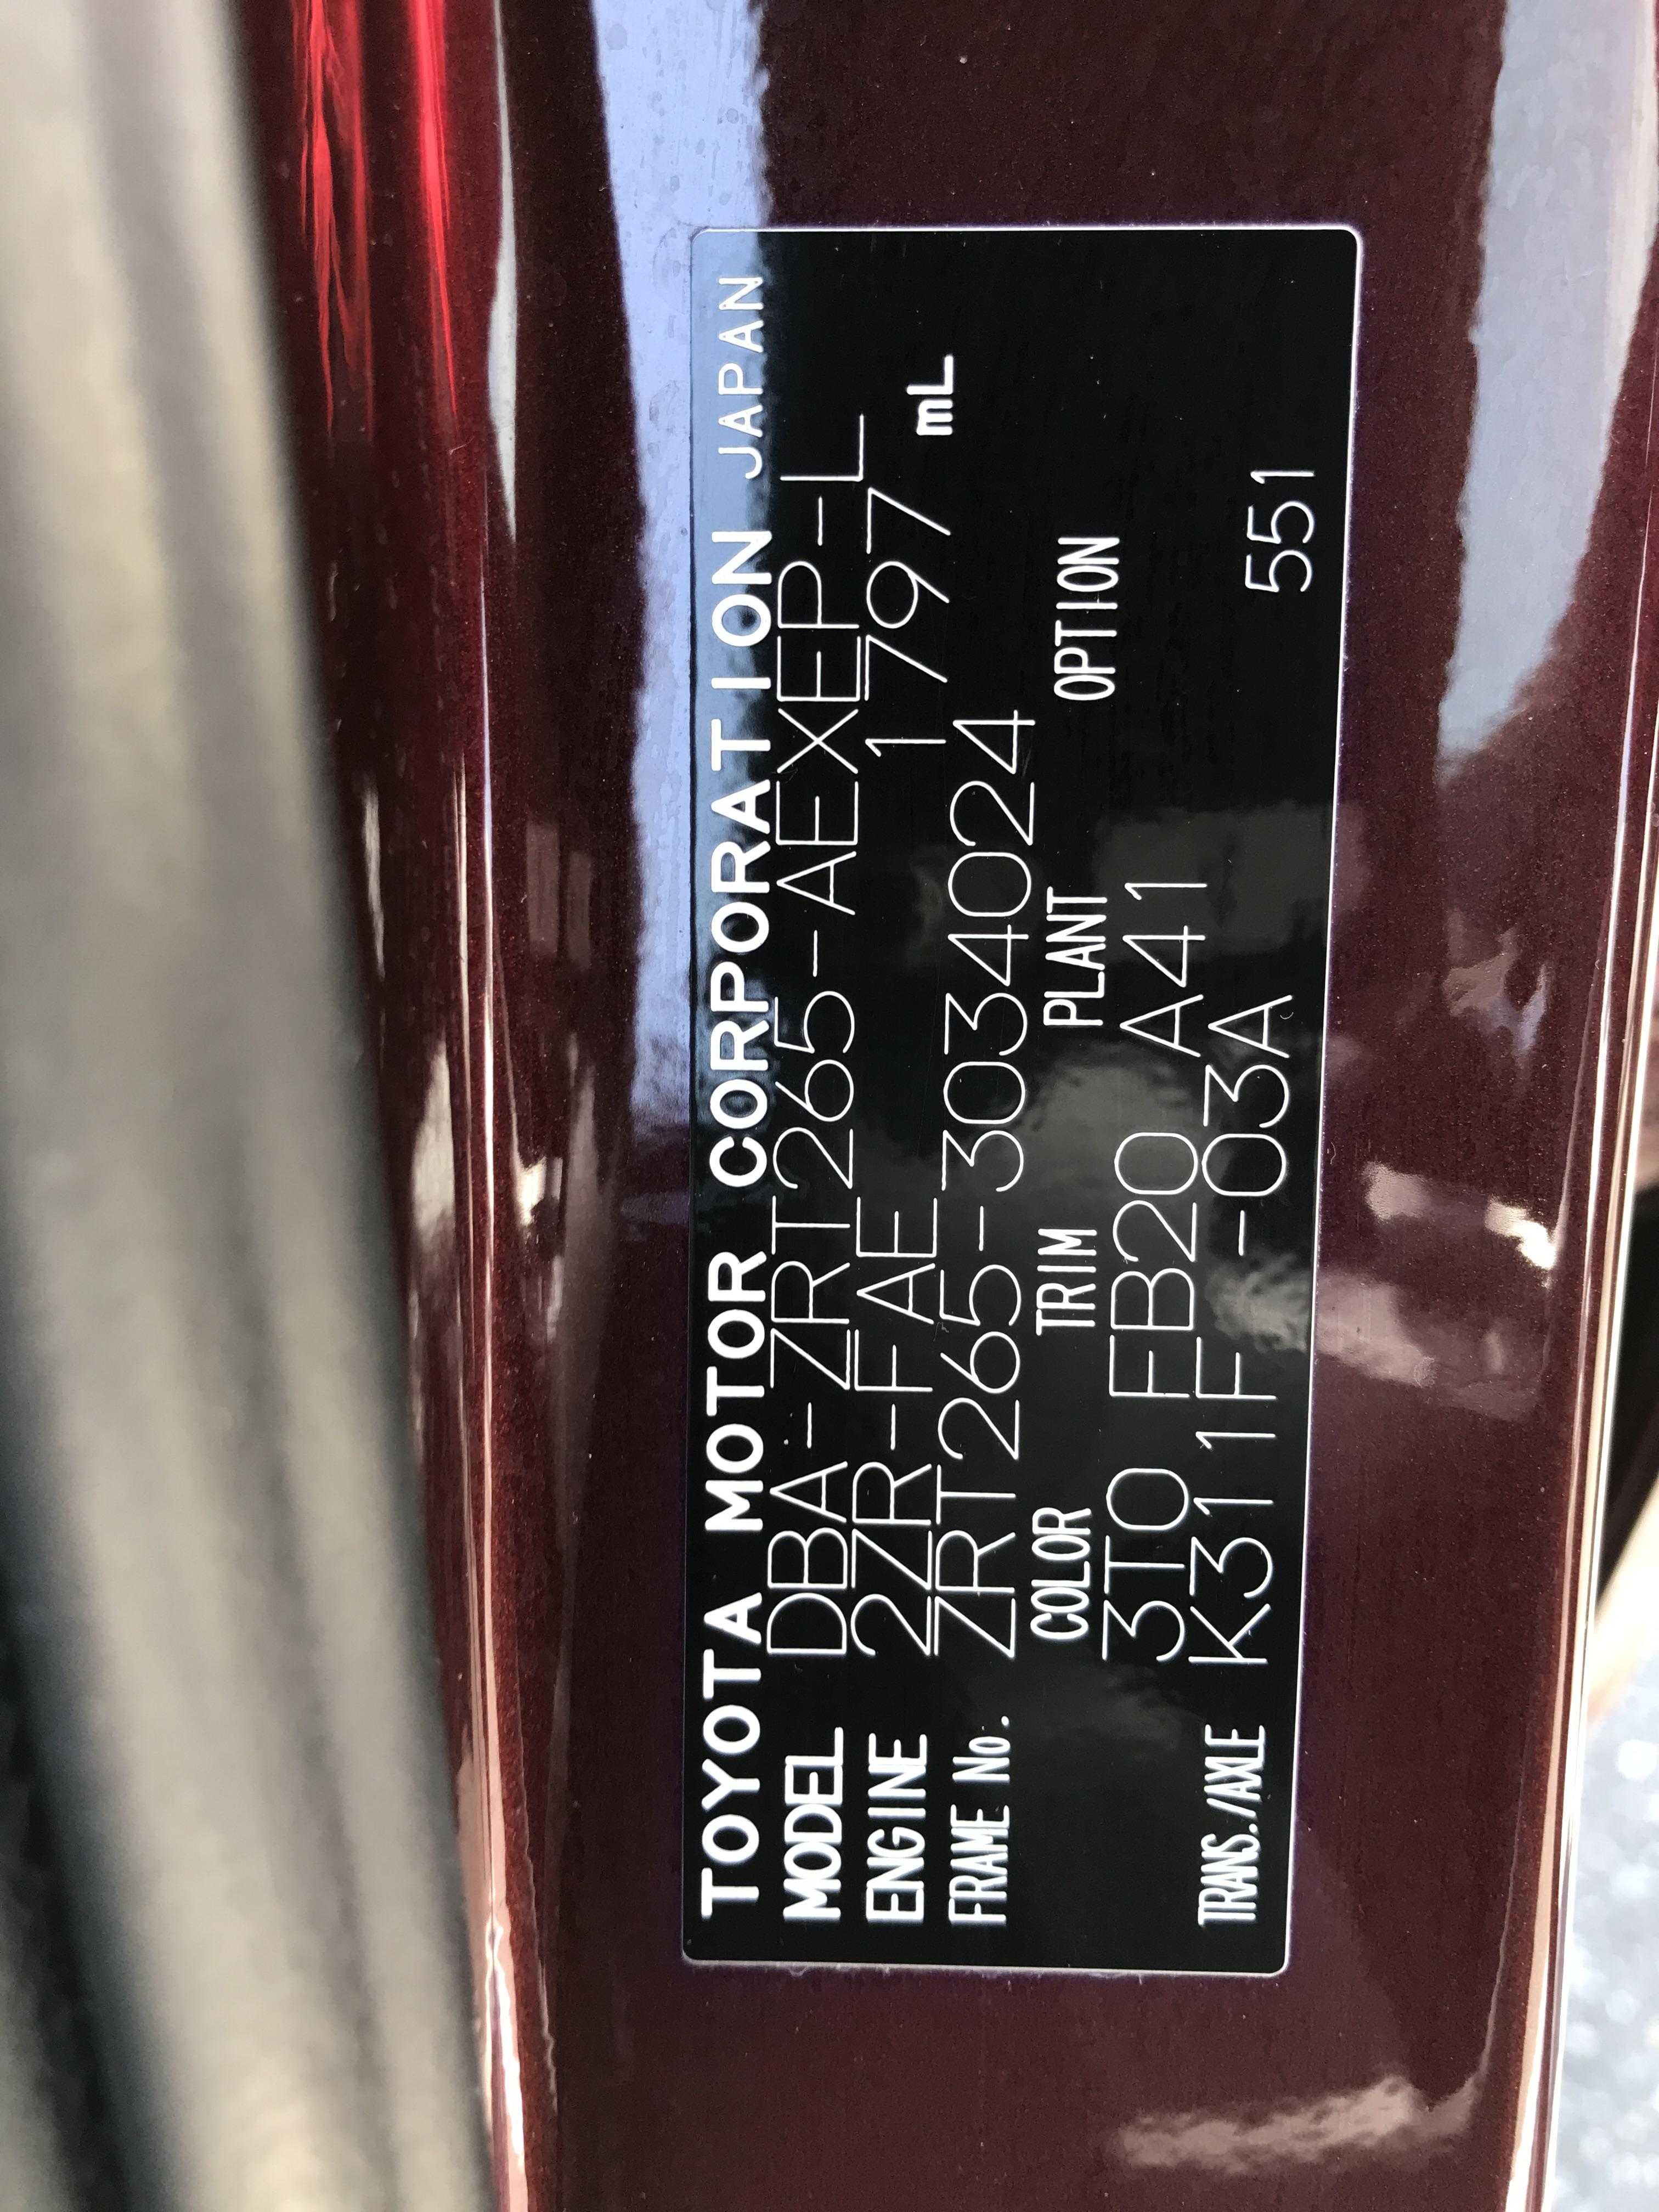 TOYOTA MOTOR CORPORATION JAPAN
MODEL DBA-ZRT265-AEXEP-L
ENGINE 2ZR-FAE 1797 mL
FRAME No. ZRT265-3034024
COLOR TRIM PLANT OPTION
3T0 FB20 A41
TRANS./AXLE K311F-03A 551